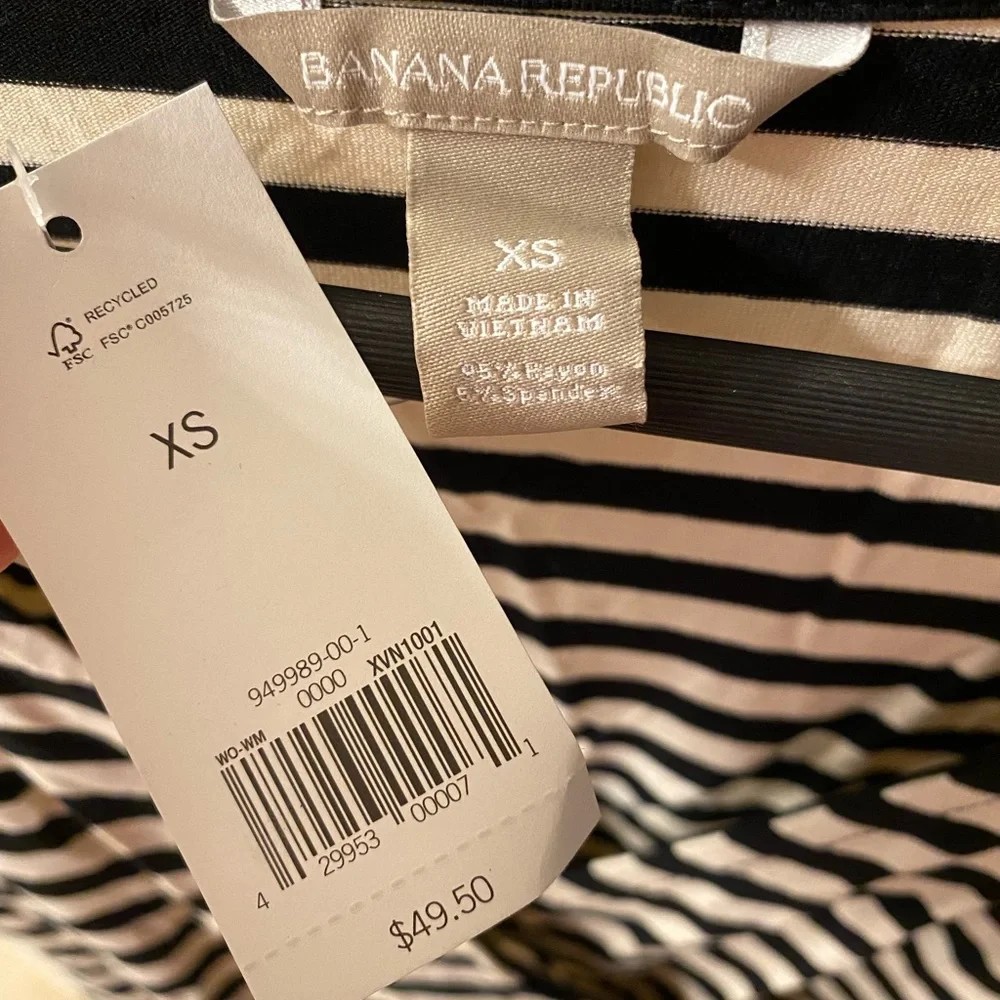 BANANA REPUBLIC
XS
MADE IN
VIETNAM
95% Rayon
5% Spandex
RECYCLED
FSC® C005725
FSC
XS
949989-00-1
0000 XVN1001
WO-WM
4 29953 00007 1
$49.50